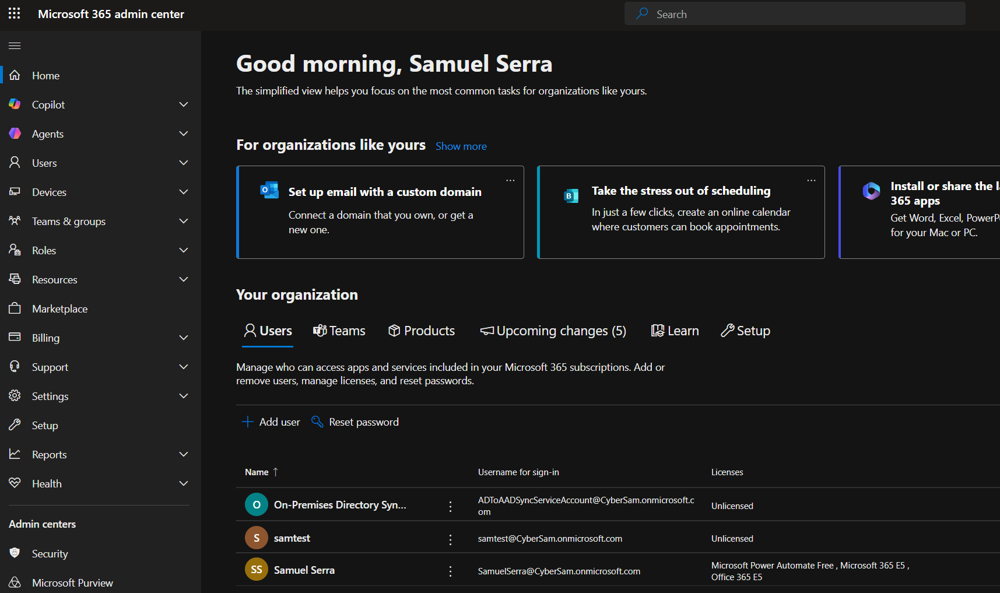 Microsoft 365 admin center
Search
Home
Copilot
Agents
Users
Devices
Teams & groups
Roles
Resources
Marketplace
Billing
Support
Settings
Setup
Reports
Health
Admin centers
Security
Microsoft Purview
Good morning, Samuel Serra
The simplified view helps you focus on the most common tasks for organizations like yours.
For organizations like yours Show more
Set up email with a custom domain
Connect a domain that you own, or get a
new one.
Take the stress out of scheduling
In just a few clicks, create an online calendar
where customers can book appointments.
Install or share the
365 apps
Get Word, Excel,
for your Mac or PC.
Your organization
Users Teams Products Upcoming changes (5) Learn Setup
Manage who can access apps and services included in your Microsoft 365 subscriptions. Add or
remove users, manage licenses, and reset passwords.
Add user Reset password
Name ↑ Username for sign-in Licenses
O On-Premises Directory Syn... ADToAADSyncServiceAccount@CyberSam.onmicrosoft.c
om Unlicensed
S samtest samtest@CyberSam.onmicrosoft.com Unlicensed
SS Samuel Serra SamuelSerra@CyberSam.onmicrosoft.com Microsoft Power Automate Free , Microsoft 365 E5 ,
Office 365 E5